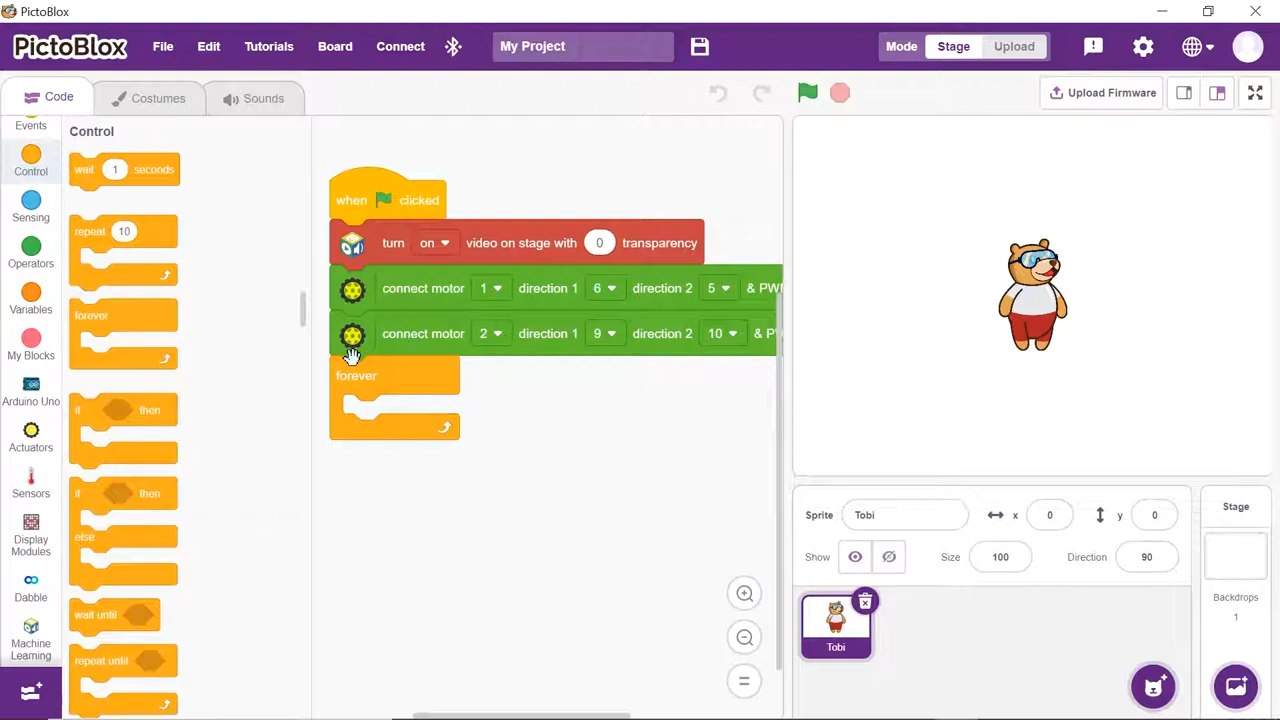 PictoBlox
PictoBlox File Edit Tutorials Board Connect My Project Mode Stage Upload
Code Costumes Sounds Upload Firmware
Events
Control
Sensing
Operators
Variables
My Blocks
Arduino Uno
Actuators
Sensors
Display
Modules
Dabble
Machine
Learning
Control
wait 1 seconds
repeat 10
forever
if then
if then
else
wait until
repeat until
when clicked
turn on video on stage with 0 transparency
connect motor 1 direction 1 6 direction 2 5 & PW
connect motor 2 direction 1 9 direction 2 10 & P
forever
Sprite Tobi x 0 y 0
Show Size 100 Direction 90
Tobi
Stage
Backdrops
1